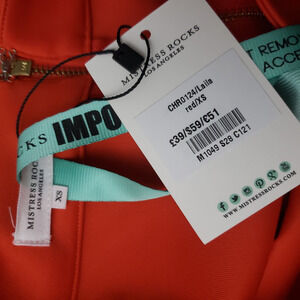 MISTRESS ROCKS
LOS ANGELES
CHR0124/Laila
red/XS
£39/$59/€51
M1049 S28 C121
WWW.MISTRESSROCKS.COM
T REMO
ACCE
CKS IMPO
MISTRESS ROCKS
LOS ANGELES
XS